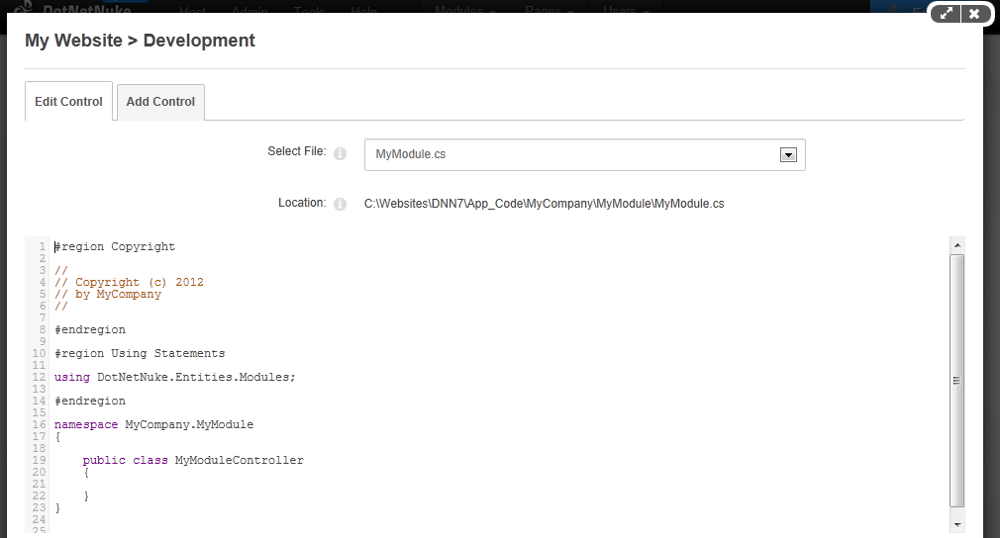 DotNetNuke Host Admin Tools Help Modules Pages Users
My Website > Development
Edit Control Add Control
Select File: MyModule.cs
Location: C:\Websites\DNN7\App_Code\MyCompany\MyModule\MyModule.cs
1 #region Copyright
2
3 //
4 // Copyright (c) 2012
5 // by MyCompany
6 //
7
8 #endregion
9
10 #region Using Statements
11
12 using DotNetNuke.Entities.Modules;
13
14 #endregion
15
16 namespace MyCompany.MyModule
17 {
18
19 public class MyModuleController
20 {
21
22 }
23 }
24
25